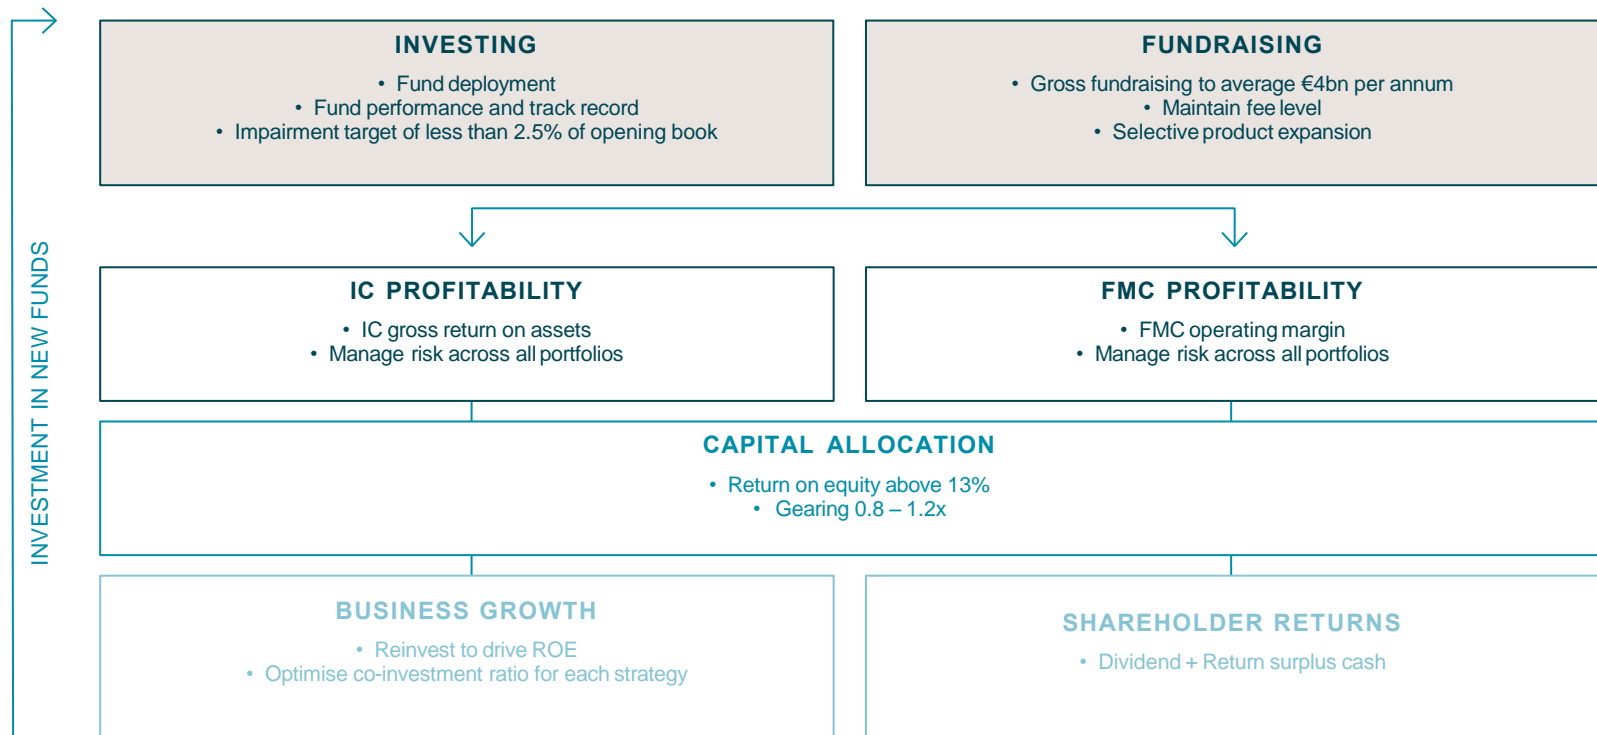 INVESTING
• Fund deployment
• Fund performance and track record
• Impairment target of less than 2.5% of opening book
FUNDRAISING
• Gross fundraising to average €4bn per annum
• Maintain fee level
• Selective product expansion
INVESTMENT IN NEW FUNDS
IC PROFITABILITY
• IC gross return on assets
• Manage risk across all portfolios
FMC PROFITABILITY
• FMC operating margin
• Manage risk across all portfolios
CAPITAL ALLOCATION
• Return on equity above 13%
• Gearing 0.8 – 1.2x
BUSINESS GROWTH
• Reinvest to drive ROE
• Optimise co-investment ratio for each strategy
SHAREHOLDER RETURNS
• Dividend + Return surplus cash